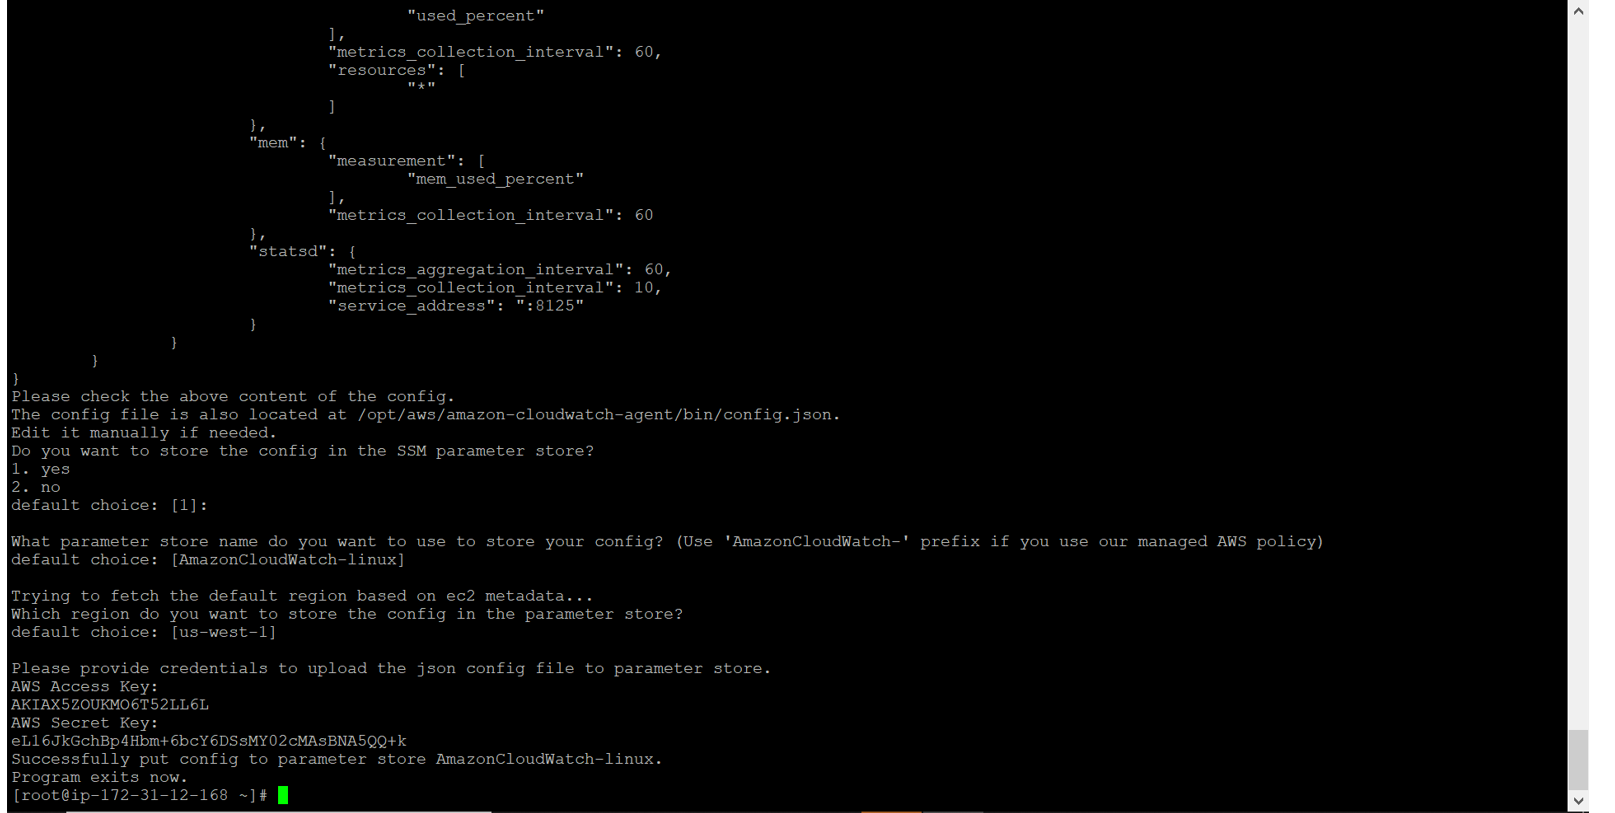 "used_percent"
],
"metrics_collection_interval": 60,
"resources": [
"*"
]
},
"mem": {
"measurement": [
"mem_used_percent"
],
"metrics_collection_interval": 60
},
"statsd": {
"metrics_aggregation_interval": 60,
"metrics_collection_interval": 10,
"service_address": ":8125"
}
}
}
}
Please check the above content of the config.
The config file is also located at /opt/aws/amazon-cloudwatch-agent/bin/config.json.
Edit it manually if needed.
Do you want to store the config in the SSM parameter store?
1. yes
2. no
default choice: [1]:
What parameter store name do you want to use to store your config? (Use 'AmazonCloudWatch-' prefix if you use our managed AWS policy)
default choice: [AmazonCloudWatch-linux]
Trying to fetch the default region based on ec2 metadata...
Which region do you want to store the config in the parameter store?
default choice: [us-west-1]
Please provide credentials to upload the json config file to parameter store.
AWS Access Key:
AKIAX5ZOUKMO6T52LL6L
AWS Secret Key:
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
Successfully put config to parameter store AmazonCloudWatch-linux.
Program exits now.
[root@ip-172-31-12-168 ~]#